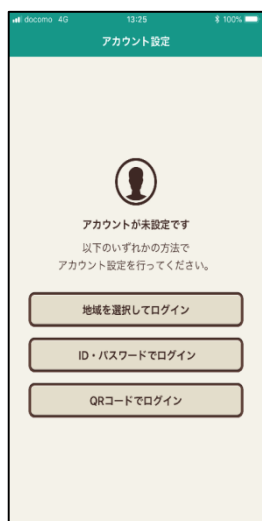 docomo 4G 13:25 100%
アカウント設定
アカウントが未設定です
以下のいずれかの方法で
アカウント設定を行ってください。
地域を選択してログイン
ID・パスワードでログイン
QRコードでログイン